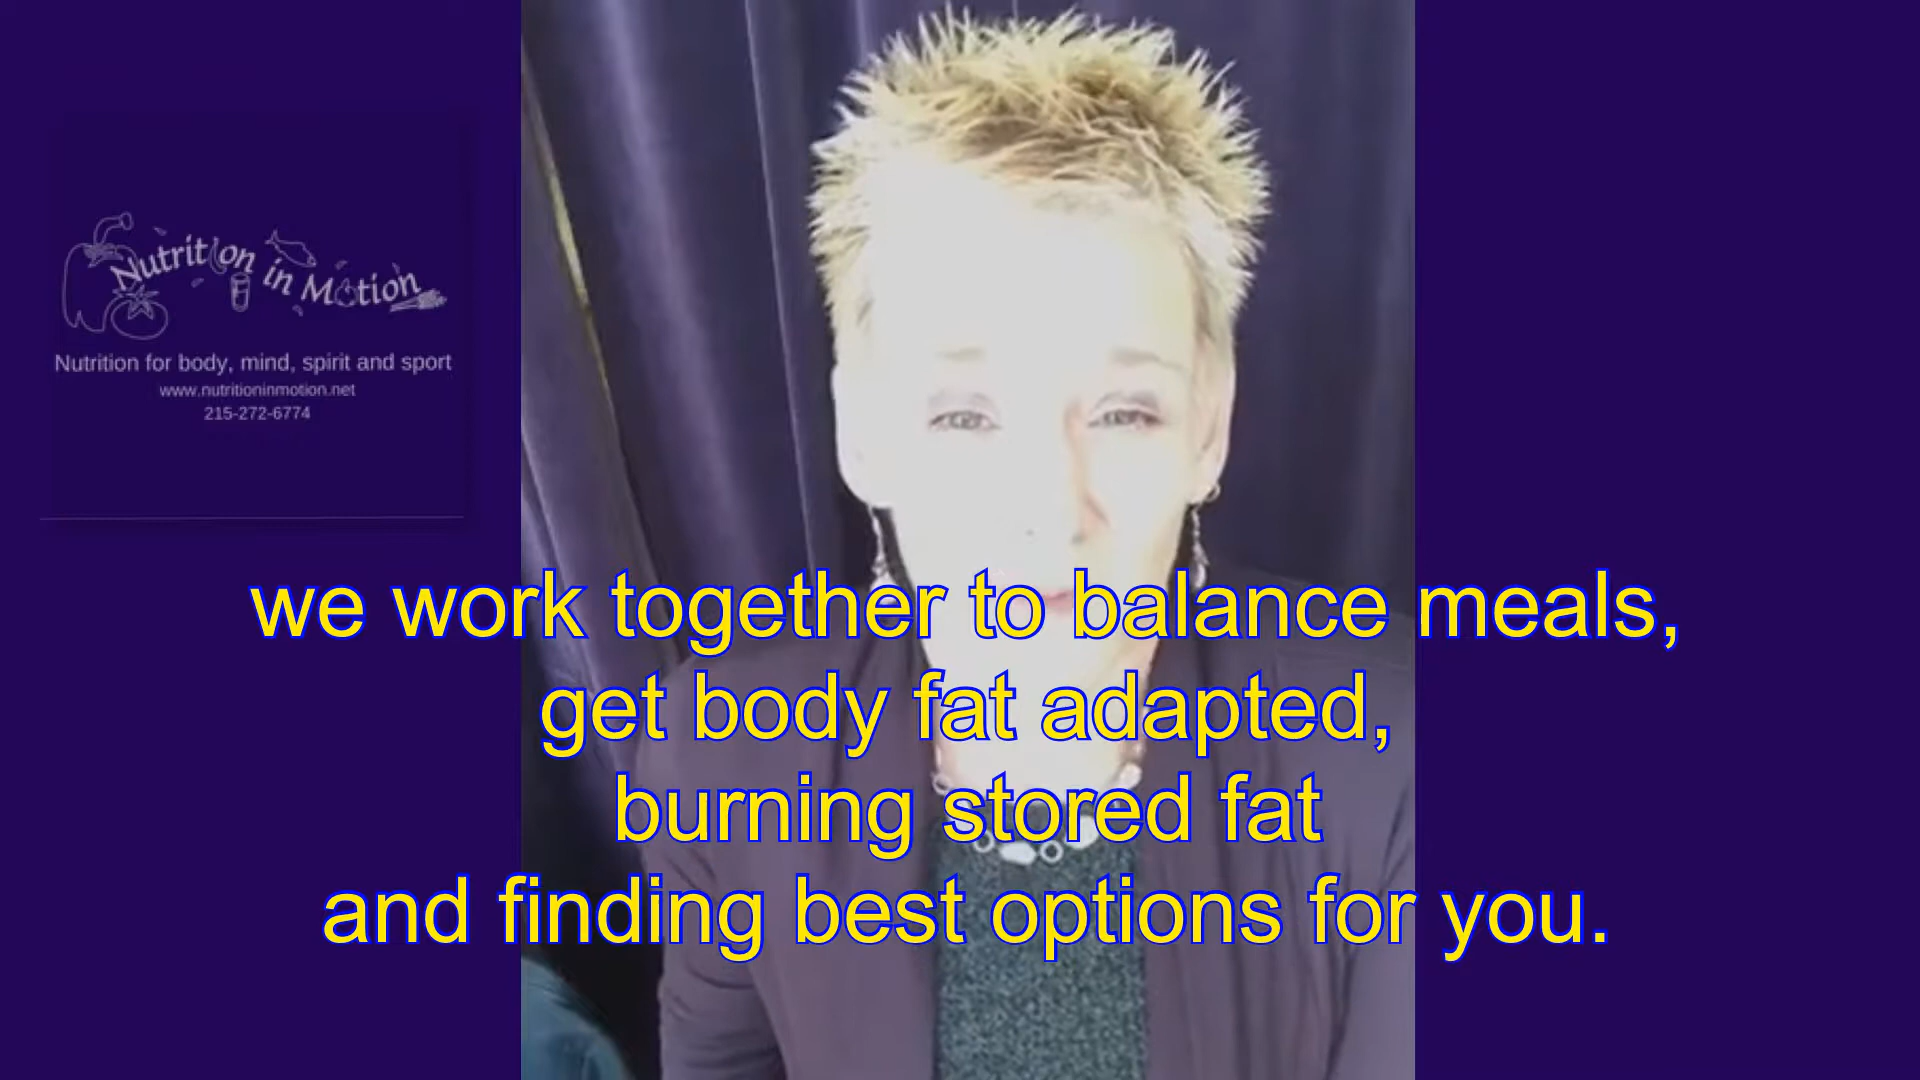 Nutrition in Motion
Nutrition for body, mind, spirit and sport
www.nutritioninmotion.net
215-272-6774
we work together to balance meals,
get body fat adapted,
burning stored fat
and finding best options for you.